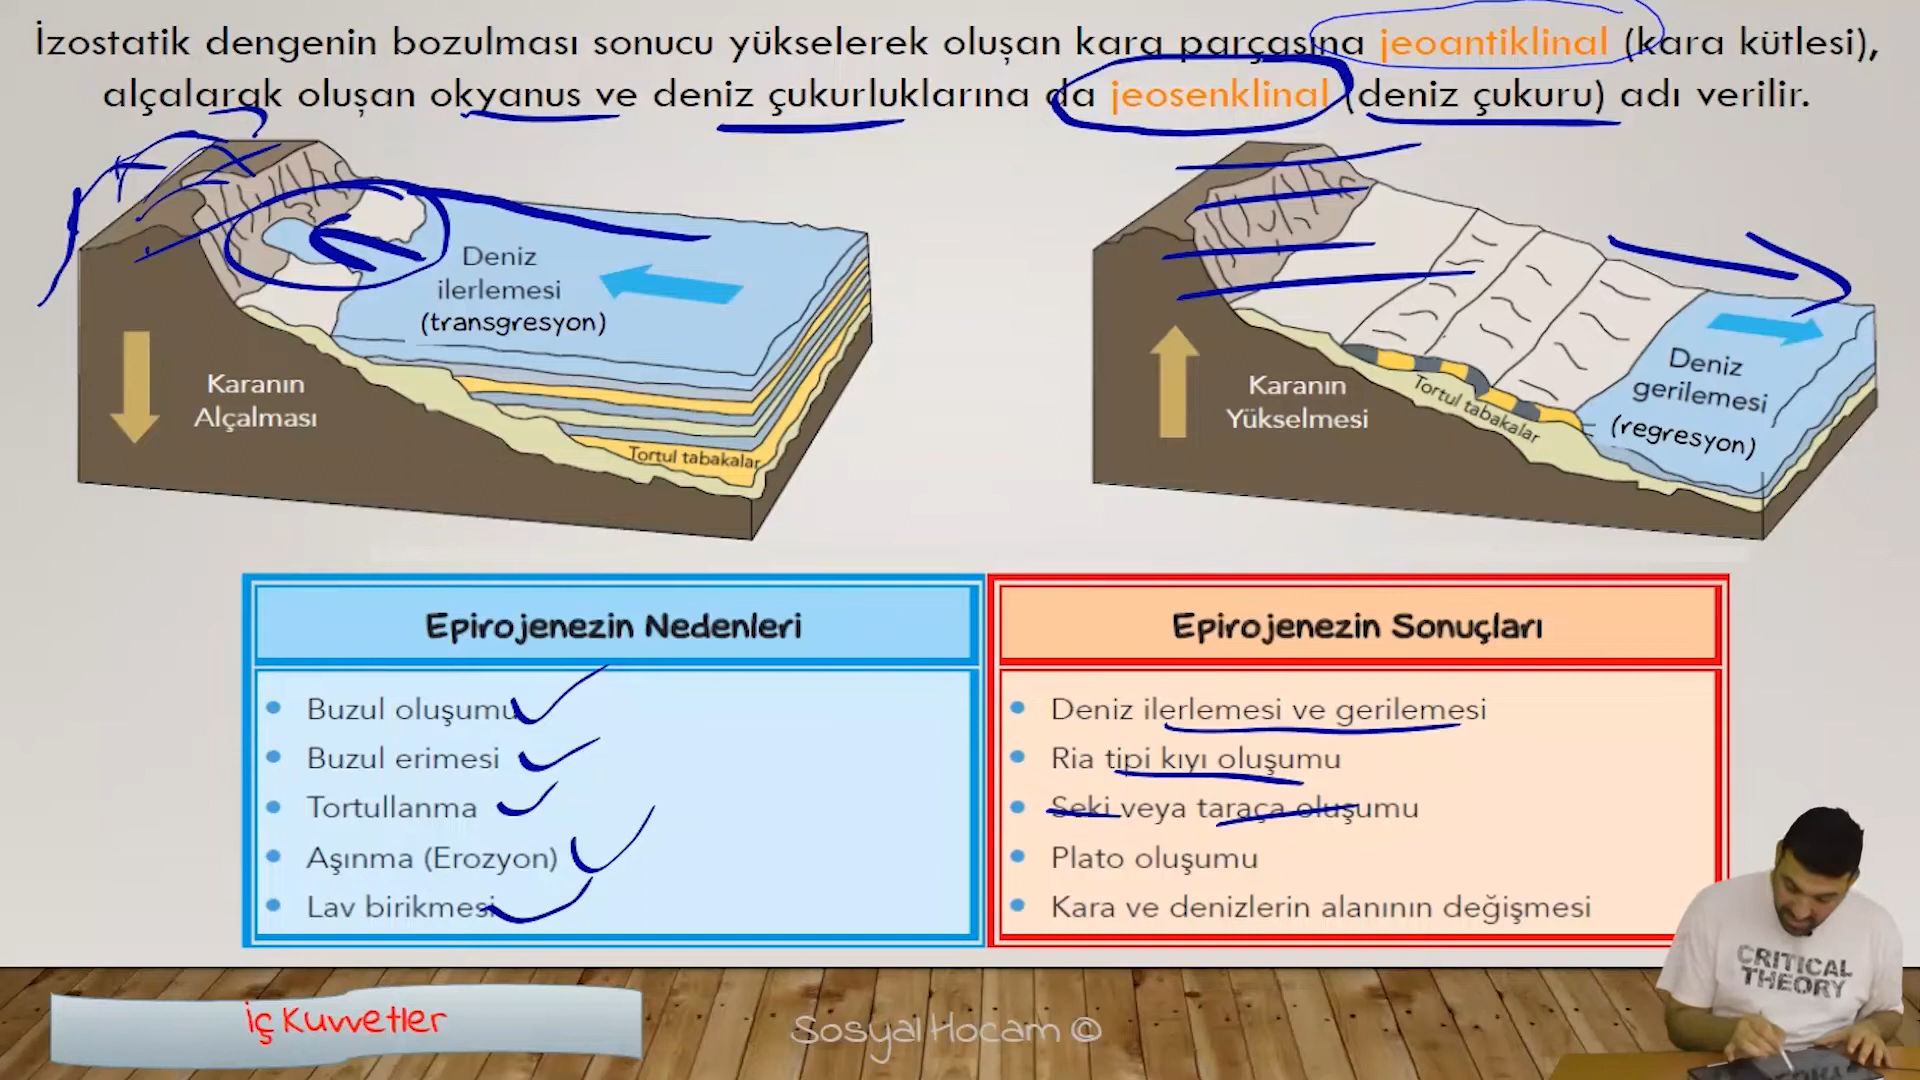 İzostatik dengenin bozulması sonucu yükselerek oluşan kara parçasına jeoantiklinal (kara kütlesi),
alçalarak oluşan okyanus ve deniz çukurluklarına da jeosenklinal (deniz çukuru) adı verilir.
Deniz
ilerlemesi
(transgresyon)
Karanın
Alçalması
Tortul tabakalar
Karanın
Yükselmesi
Tortul tabakalar
Deniz
gerilemesi
(regresyon)
Epirojenezin Nedenleri
Buzul oluşumu
Buzul erimesi
Tortullanma
Aşınma (Erozyon)
Lav birikmesi
Epirojenezin Sonuçları
Deniz ilerlemesi ve gerilemesi
Ria tipi kıyı oluşumu
Seki veya taraça oluşumu
Plato oluşumu
Kara ve denizlerin alanının değişmesi
CRITICAL
THEORY
İç Kuvvetler
Sosyal Hocam ©